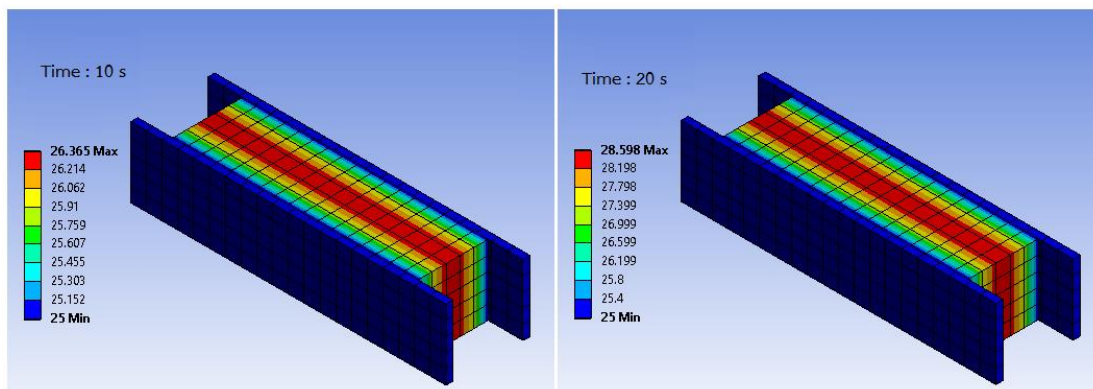 Time : 10 s
26.365 Max
26.214
26.062
25.91
25.759
25.607
25.455
25.303
25.152
25 Min
Time : 20 s
28.598 Max
28.198
27.798
27.399
26.999
26.599
26.199
25.8
25.4
25 Min